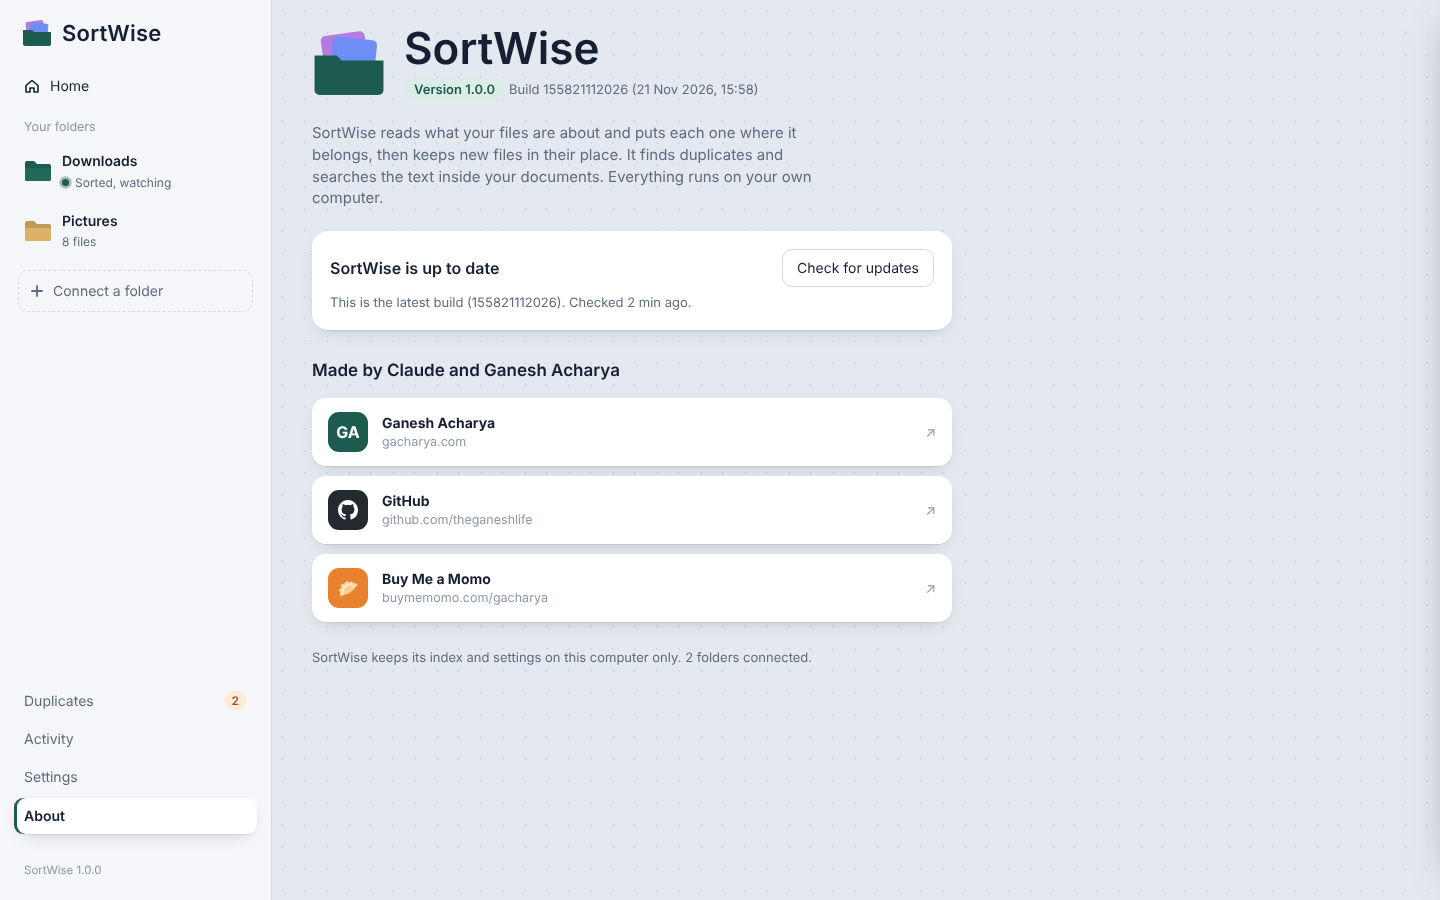 SortWise
Home
Your folders
Downloads
Sorted, watching
Pictures
8 files
Connect a folder
Duplicates 2
Activity
Settings
About
SortWise 1.0.0
SortWise
Version 1.0.0 Build 155821112026 (21 Nov 2026, 15:58)
SortWise reads what your files are about and puts each one where it
belongs, then keeps new files in their place. It finds duplicates and
searches the text inside your documents. Everything runs on your own
computer.
SortWise is up to date
Check for updates
This is the latest build (155821112026). Checked 2 min ago.
Made by Claude and Ganesh Acharya
GA
Ganesh Acharya
gacharya.com
GitHub
github.com/theganeshlife
Buy Me a Momo
buymemomo.com/gacharya
SortWise keeps its index and settings on this computer only. 2 folders connected.